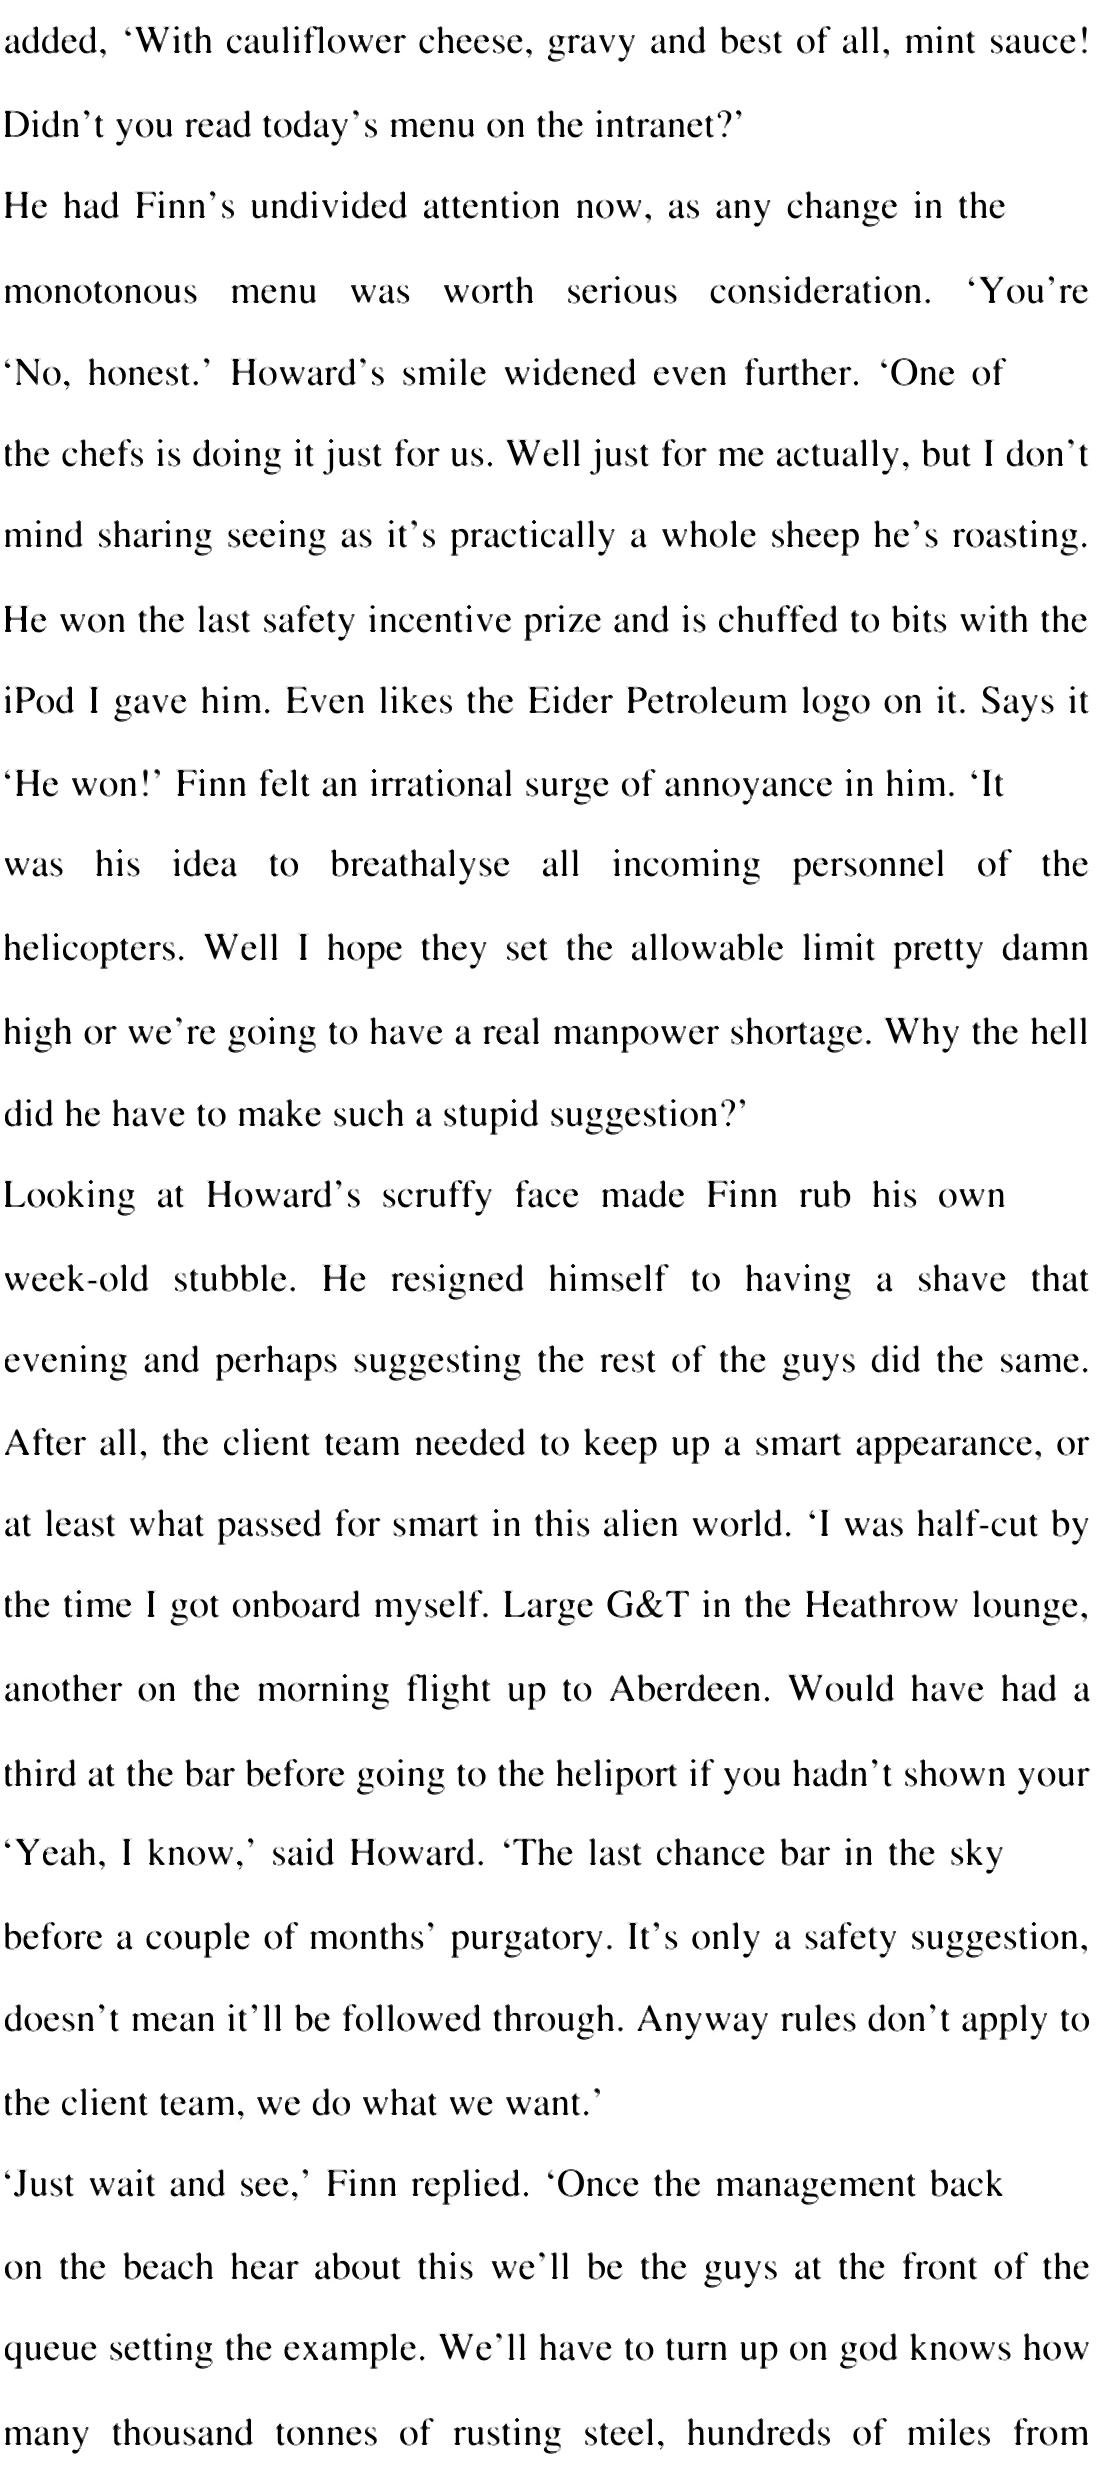 added, ‘With cauliflower cheese, gravy and best of all, mint sauce!
Didn’t you read today’s menu on the intranet?’
He had Finn’s undivided attention now, as any change in the
monotonous menu was worth serious consideration. ‘You’re
‘No, honest.’ Howard’s smile widened even further. ‘One of
the chefs is doing it just for us. Well just for me actually, but I don’t
mind sharing seeing as it’s practically a whole sheep he’s roasting.
He won the last safety incentive prize and is chuffed to bits with the
iPod I gave him. Even likes the Eider Petroleum logo on it. Says it
‘He won!’ Finn felt an irrational surge of annoyance in him. ‘It
was his idea to breathalyse all incoming personnel of the
helicopters. Well I hope they set the allowable limit pretty damn
high or we’re going to have a real manpower shortage. Why the hell
did he have to make such a stupid suggestion?’
Looking at Howard’s scruffy face made Finn rub his own
week-old stubble. He resigned himself to having a shave that
evening and perhaps suggesting the rest of the guys did the same.
After all, the client team needed to keep up a smart appearance, or
at least what passed for smart in this alien world. ‘I was half-cut by
the time I got onboard myself. Large G&T in the Heathrow lounge,
another on the morning flight up to Aberdeen. Would have had a
third at the bar before going to the heliport if you hadn’t shown your
‘Yeah, I know,’ said Howard. ‘The last chance bar in the sky
before a couple of months’ purgatory. It’s only a safety suggestion,
doesn’t mean it’ll be followed through. Anyway rules don’t apply to
the client team, we do what we want.’
‘Just wait and see,’ Finn replied. ‘Once the management back
on the beach hear about this we’ll be the guys at the front of the
queue setting the example. We’ll have to turn up on god knows how
many thousand tonnes of rusting steel, hundreds of miles from